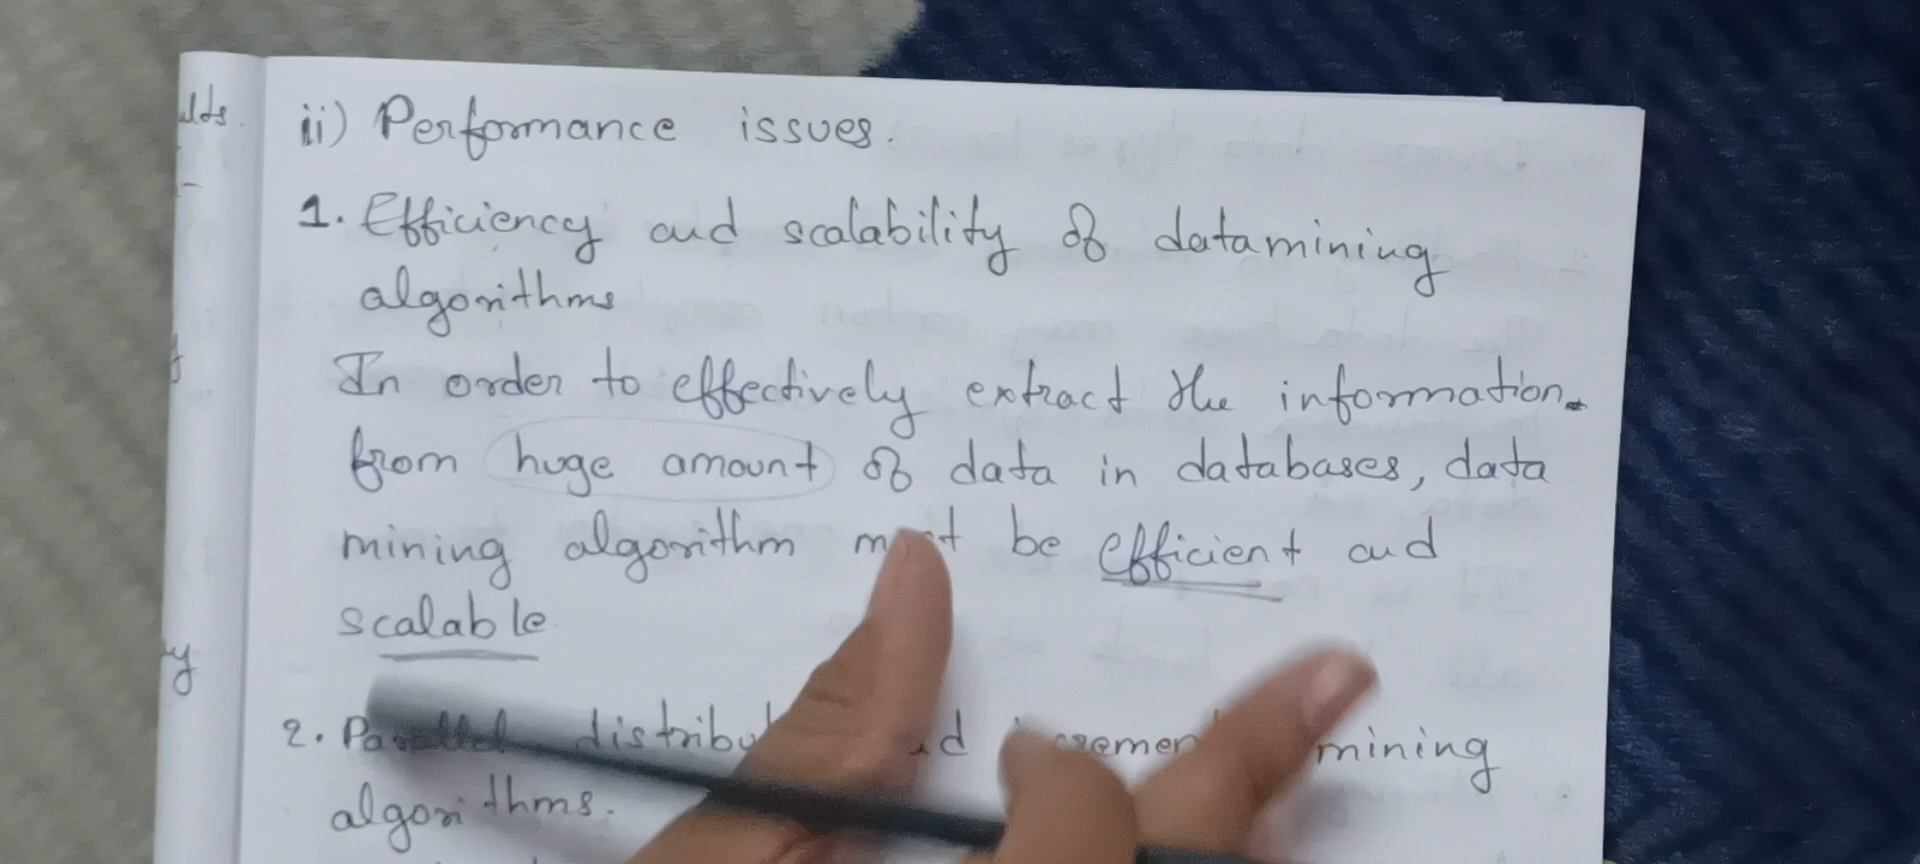 ii) Performance issues.
1. Efficiency and scalability of datamining
algorithms
In order to effectively extract the information
from huge amount of data in databases, data
mining algorithm be efficient and
scalable
2. mining
algorithms.